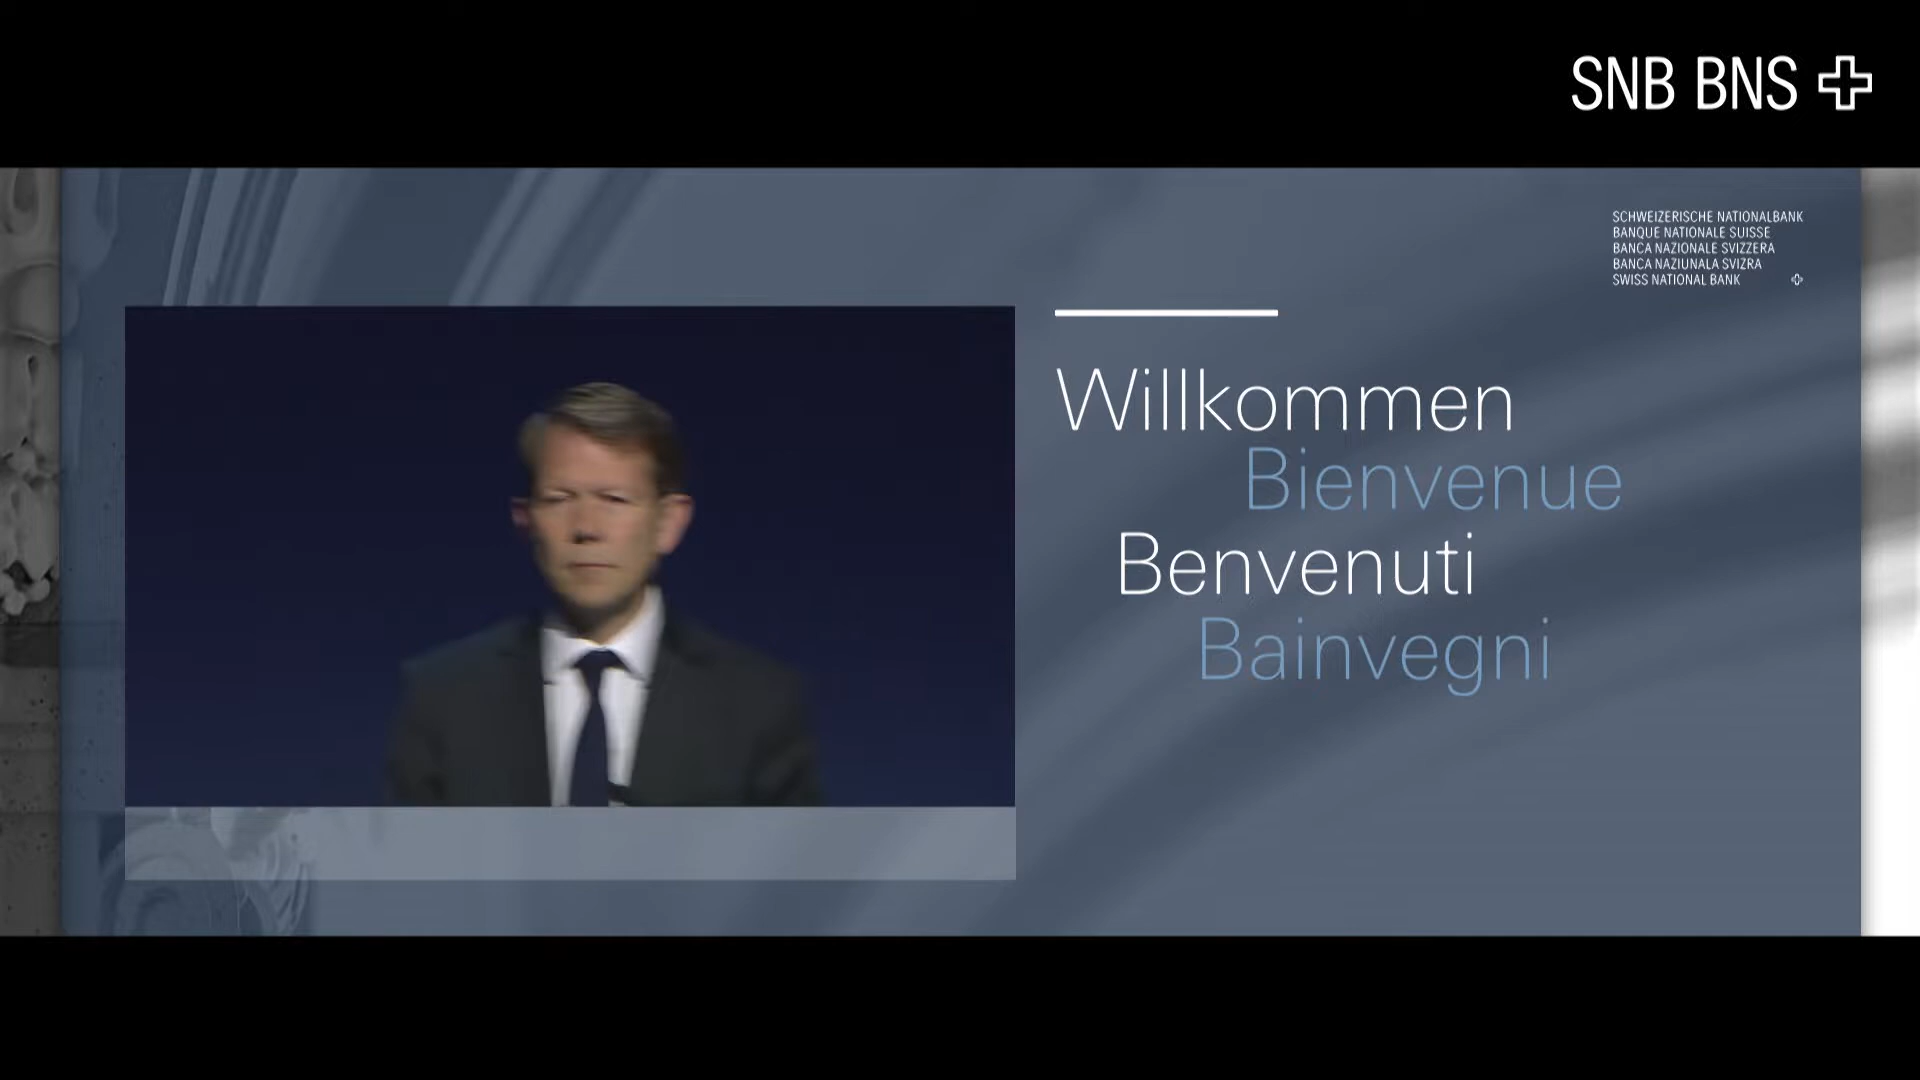 SNB BNS
SCHWEIZERISCHE NATIONALBANK
BANQUE NATIONALE SUISSE
BANCA NAZIONALE SVIZZERA
BANCA NAZIUNALA SVIZRA
SWISS NATIONAL BANK
Willkommen
Bienvenue
Benvenuti
Bainvegni